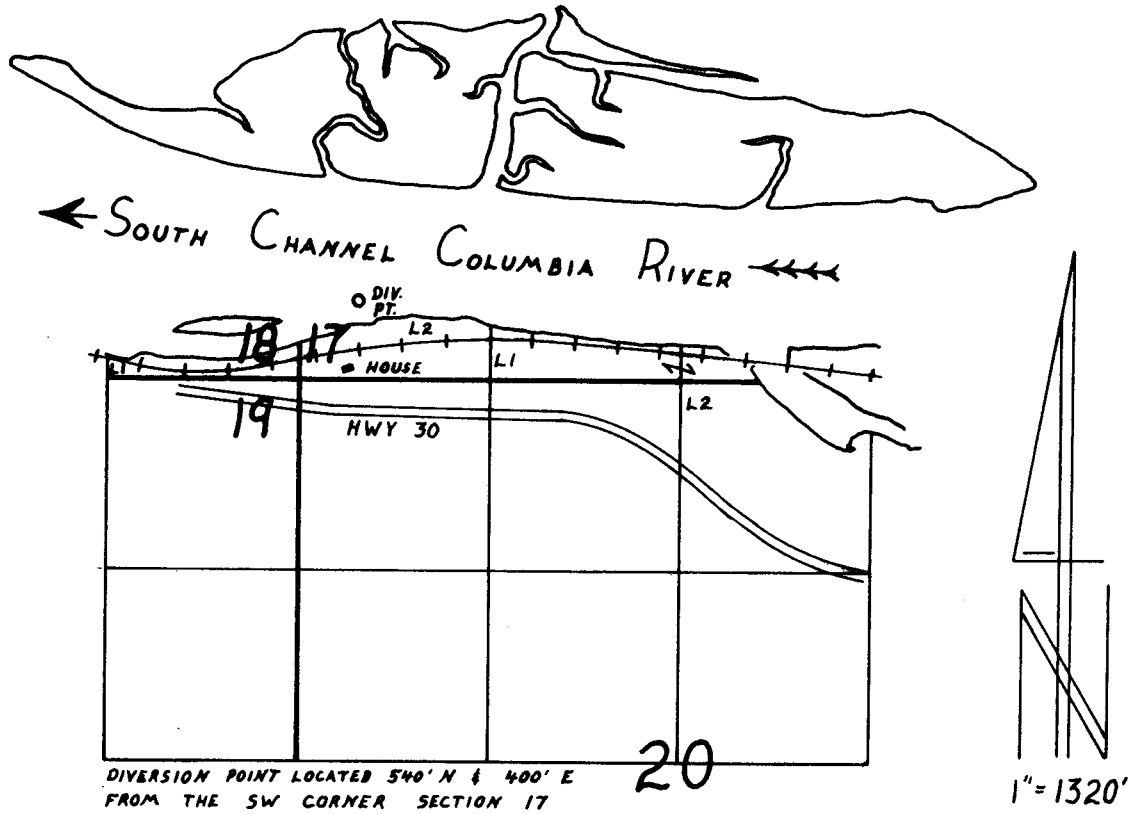 SOUTH CHANNEL COLUMBIA RIVER
DIV.
PT.
18 17
L2
L1
HOUSE
L1
L2
19
HWY 30
20
DIVERSION POINT LOCATED 540' N & 400' E
FROM THE SW CORNER SECTION 17
N
1" = 1320'